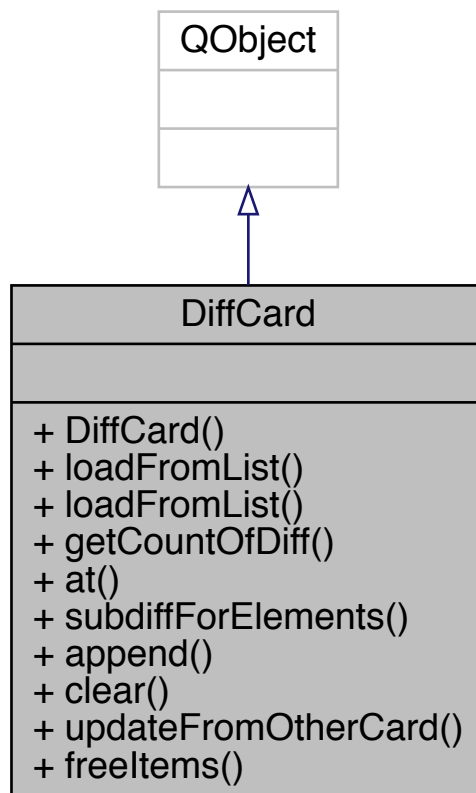 QObject
DiffCard
+ DiffCard()
+ loadFromList()
+ loadFromList()
+ getCountOfDiff()
+ at()
+ subdiffForElements()
+ append()
+ clear()
+ updateFromOtherCard()
+ freeItems()